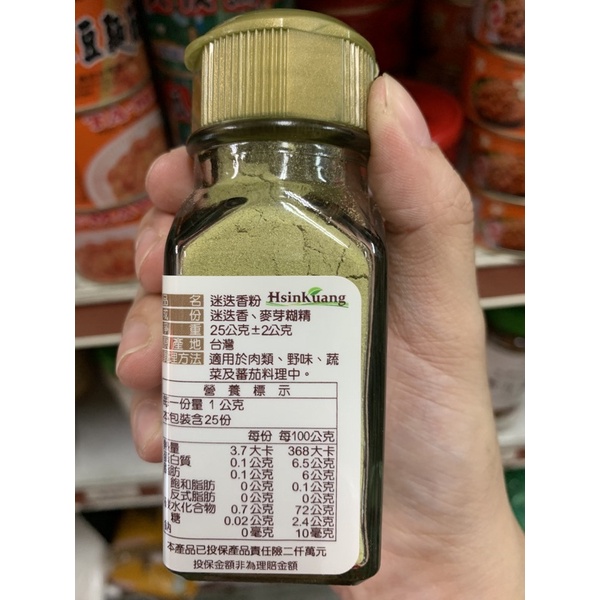 名 迷迭香粉 HsinKuang
份 迷迭香、麥芽糊精
重 25公克±2公克
產地 台灣
方法 適用於肉類、野味、蔬
菜及蕃茄料理中。
營養標示
一份量 1 公克
包裝含25份
每份 每100公克
量 3.7 大卡 368大卡
白質 0.1 公克 6.5公克
肪 0.1 公克 6公克
飽和脂肪 0公克 0.1公克
反式脂肪 0公克 0公克
水化合物 0.7 公克 72公克
糖 0.02 公克 2.4公克
0毫克 10毫克
本產品已投保產品責任險二仟萬元
投保金額非為理賠金額